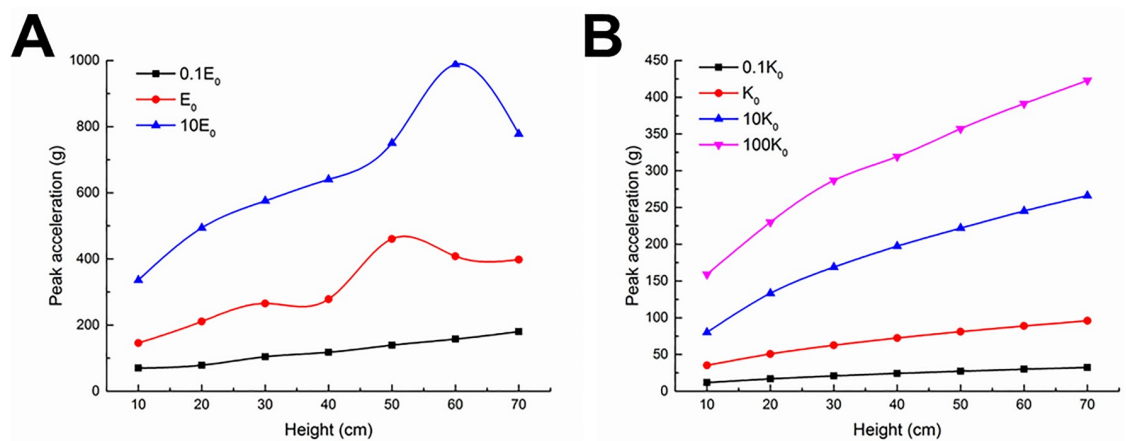 A
1000
800
600
400
200
0
Peak acceleration (g)
0.1E₀
E₀
10E₀
10 20 30 40 50 60 70
Height (cm)
B
450
400
350
300
250
200
150
100
50
0
Peak acceleration (g)
0.1K₀
K₀
10K₀
100K₀
10 20 30 40 50 60 70
Height (cm)